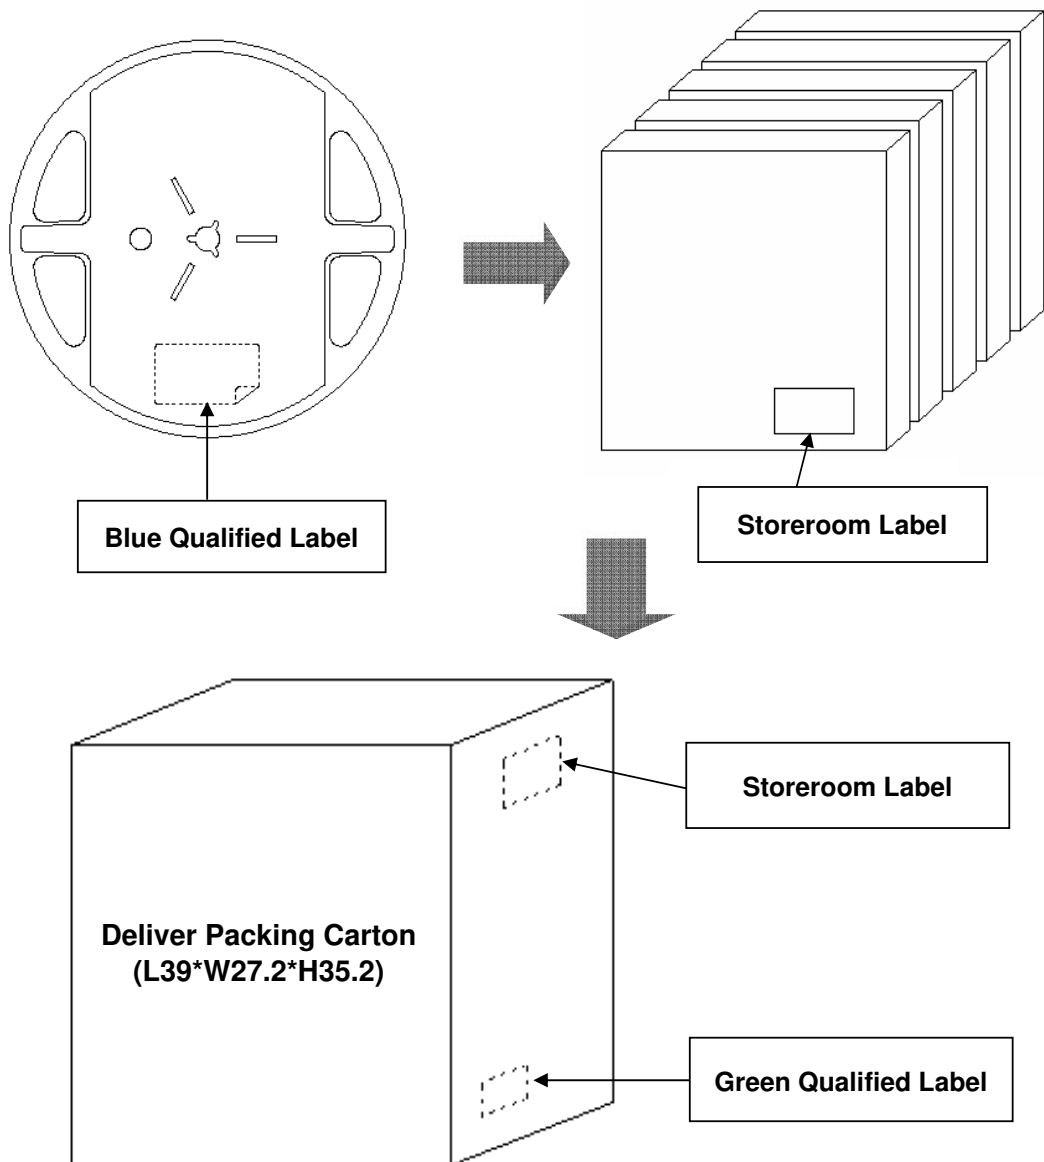 Blue Qualified Label
Storeroom Label
Storeroom Label
Deliver Packing Carton
(L39*W27.2*H35.2)
Green Qualified Label